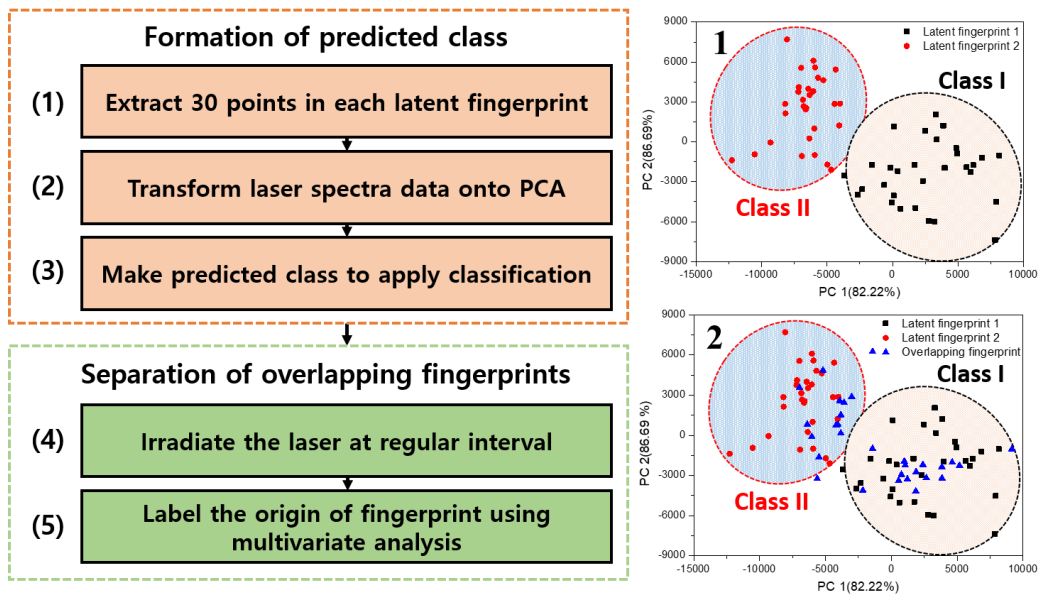 Formation of predicted class
(1) Extract 30 points in each latent fingerprint
(2) Transform laser spectra data onto PCA
(3) Make predicted class to apply classification
Separation of overlapping fingerprints
(4) Irradiate the laser at regular interval
(5) Label the origin of fingerprint using
multivariate analysis
1
Latent fingerprint 1
Latent fingerprint 2
Class I
Class II
9000
6000
3000
0
-3000
-6000
-9000
PC 2(86.69%)
-15000 -10000 -5000 0 5000 10000
PC 1(82.22%)
2
Latent fingerprint 1
Latent fingerprint 2
Overlapping fingerprint
Class I
Class II
9000
6000
3000
0
-3000
-6000
-9000
PC 2(86.69 %)
-15000 -10000 -5000 0 5000 10000
PC 1(82.22%)